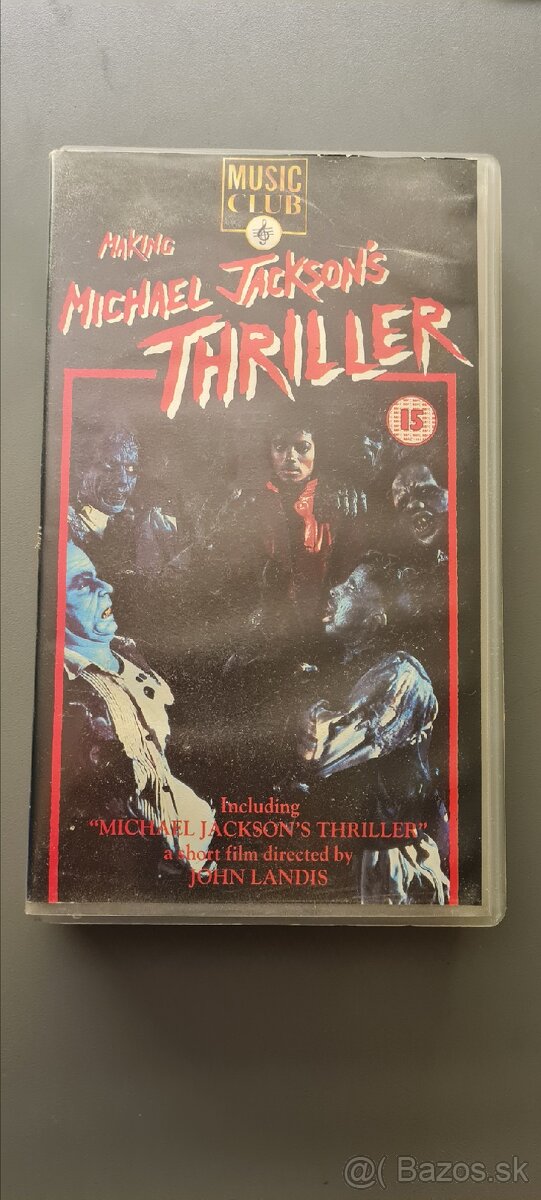 MUSIC
CLUB
MAKING
MICHAEL JACKSON'S
THRILLER
15
Including
"MICHAEL JACKSON'S THRILLER"
a short film directed by
JOHN LANDIS
@( Bazos.sk